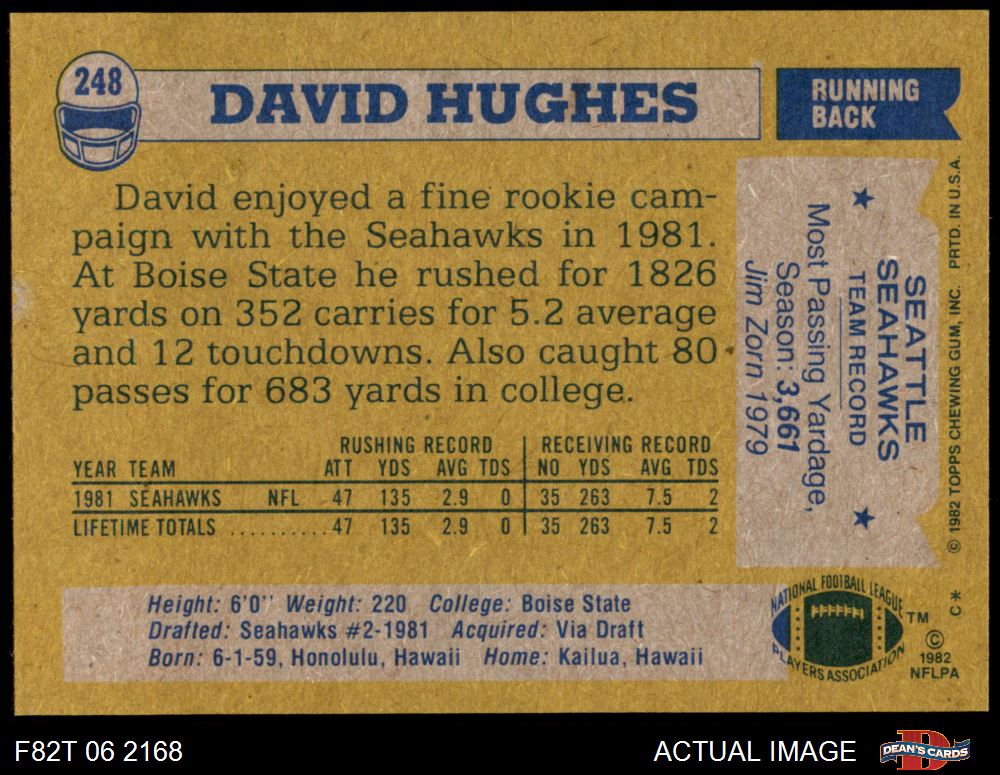 248
DAVID HUGHES
RUNNING
BACK
David enjoyed a fine rookie cam-
paign with the Seahawks in 1981.
At Boise State he rushed for 1826
yards on 352 carries for 5.2 average
and 12 touchdowns. Also caught 80
passes for 683 yards in college.
SEATTLE
SEAHAWKS
★ TEAM RECORD ★
Most Passing Yardage,
Season: 3,661
Jim Zorn 1979
RUSHING RECORD RECEIVING RECORD
YEAR TEAM ATT YDS AVG TDS NO YDS AVG TDS
1981 SEAHAWKS NFL 47 135 2.9 0 35 263 7.5 2
LIFETIME TOTALS ............47 135 2.9 0 35 263 7.5 2
Height: 6'0'' Weight: 220 College: Boise State
Drafted: Seahawks #2-1981 Acquired: Via Draft
Born: 6-1-59, Honolulu, Hawaii Home: Kailua, Hawaii
NATIONAL FOOTBALL LEAGUE
PLAYERS ASSOCIATION
TM
©
1982
NFLPA
C*
© 1982 TOPPS CHEWING GUM, INC. PRTD. IN U.S.A.
F82T 06 2168
ACTUAL IMAGE
D
DEAN'S CARDS